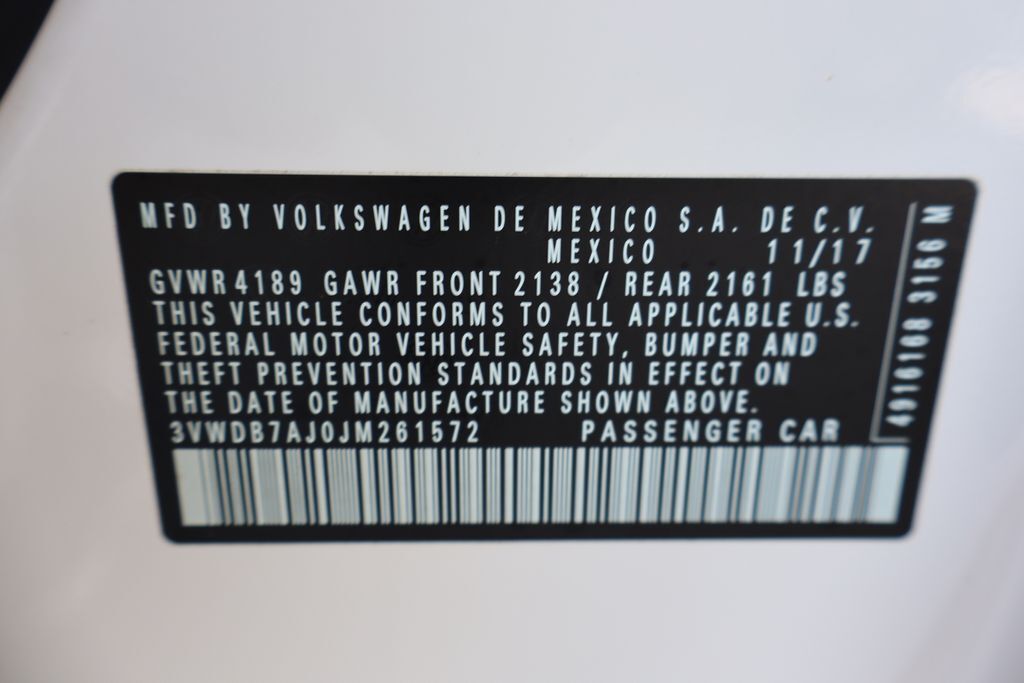 MFD BY VOLKSWAGEN DE MEXICO S.A. DE C.V.
MEXICO 11/17
GVWR 4189 GAWR FRONT 2138 / REAR 2161 LBS
THIS VEHICLE CONFORMS TO ALL APPLICABLE U.S.
FEDERAL MOTOR VEHICLE SAFETY, BUMPER AND
THEFT PREVENTION STANDARDS IN EFFECT ON
THE DATE OF MANUFACTURE SHOWN ABOVE.
3VWDB7AJ0JM261572 PASSENGER CAR
4916168 3156 M